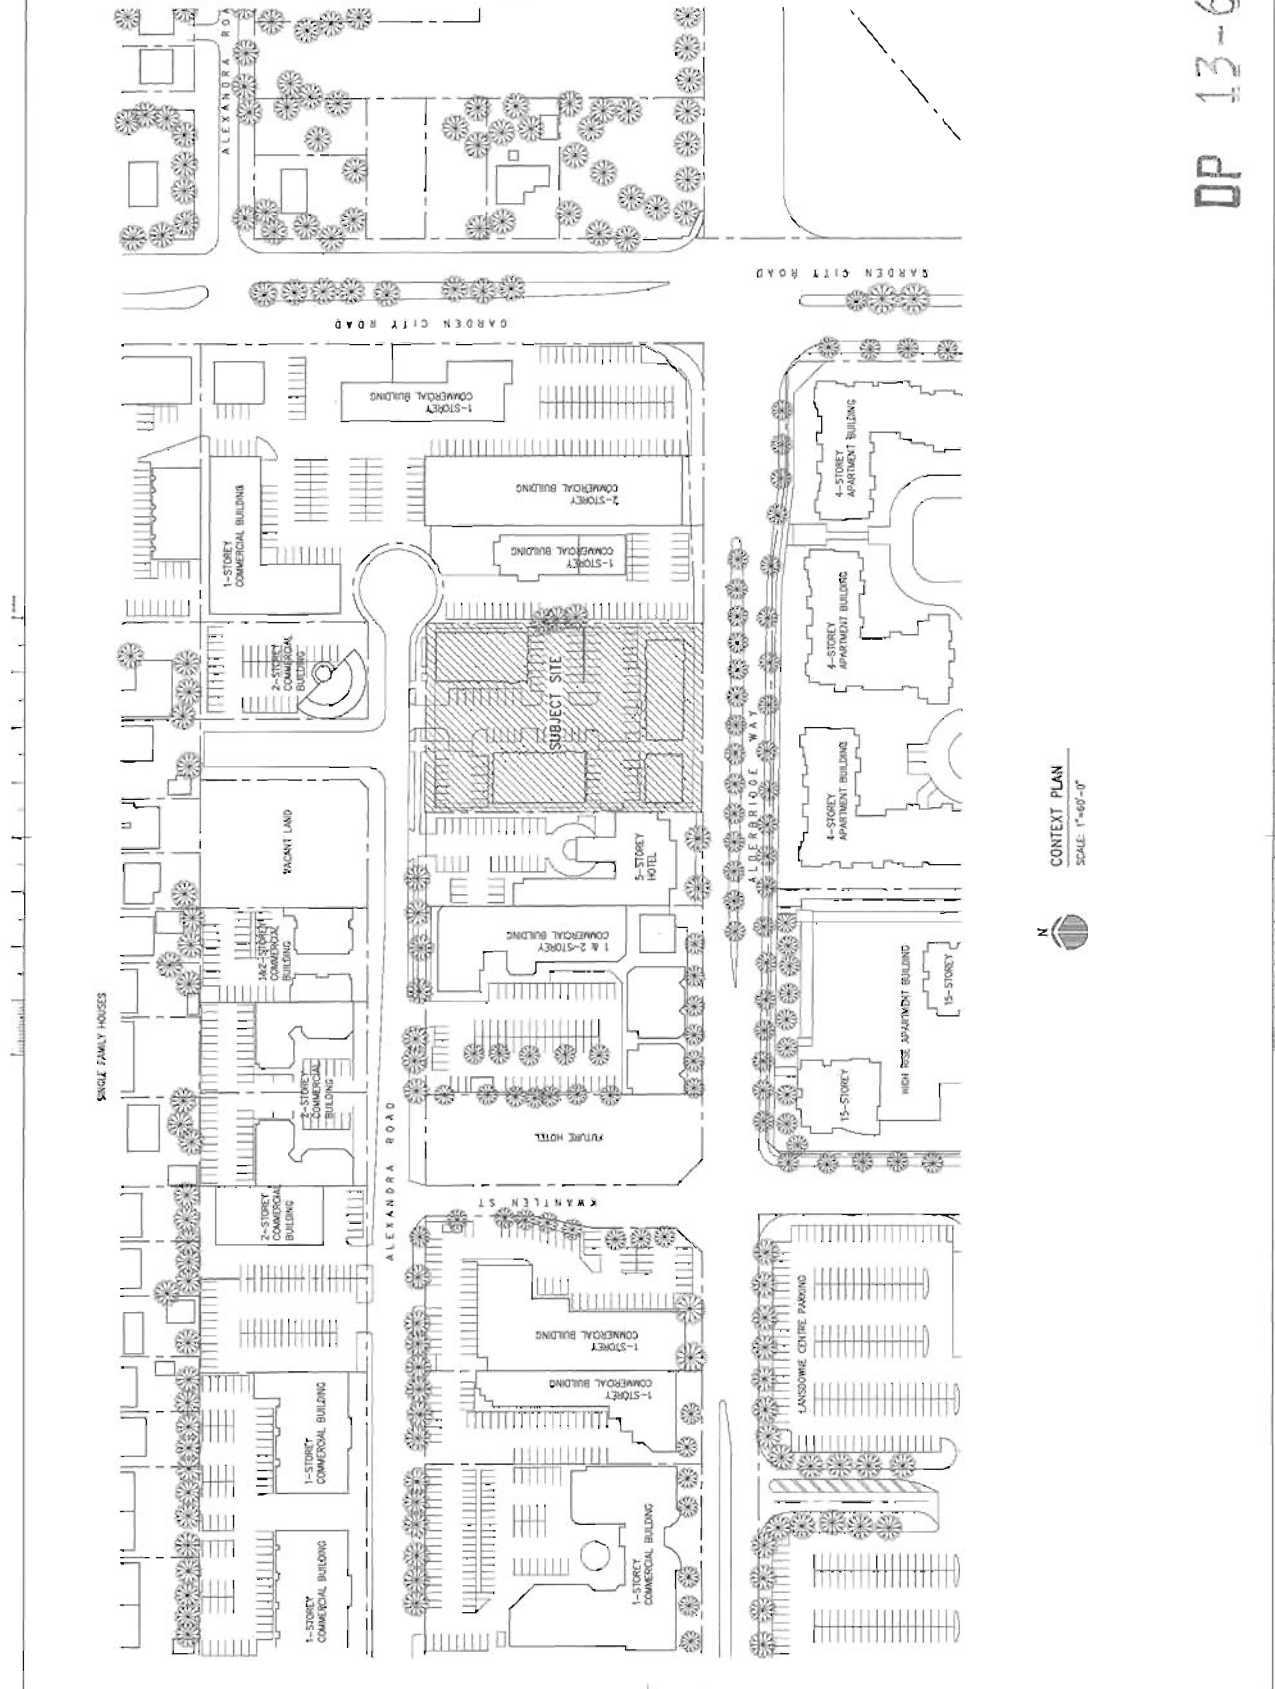 DP 13-6
ALEXANDRA ROA
GARDEN CITY ROAD
GARDEN CITY ROAD
1-STOREY
COMMERCIAL BUILDING
4-STOREY
APARTMENT BUILDING
2-STOREY
COMMERCIAL BUILDING
1-STOREY
COMMERCIAL BUILDING
1-STOREY
COMMERCIAL BUILDING
4-STOREY
APARTMENT BUILDING
2-STOREY
COMMERCIAL
BUILDING
SUBJECT SITE
ALDERBRIDGE WAY
4-STOREY
APARTMENT BUILDING
VACANT LAND
5-STOREY
HOTEL
CONTEXT PLAN
SCALE: 1"=60'-0"
N
1&2-STOREY
COMMERCIAL
BUILDING
1 & 2-STOREY
COMMERCIAL BUILDING
HIGH RISE APARTMENT BUILDING
15-STOREY
15-STOREY
SINGLE FAMILY HOUSES
2-STOREY
COMMERCIAL
BUILDING
FUTURE HOTEL
ALEXANDRA ROAD
KWANTLEN ST
2-STOREY
COMMERCIAL
BUILDING
1-STOREY
COMMERCIAL BUILDING
1-STOREY
COMMERCIAL BUILDING
LANSDOWNE CENTRE PARKING
1-STOREY
COMMERCIAL BUILDING
1-STOREY
COMMERCIAL BUILDING
1-STOREY
COMMERCIAL BUILDING